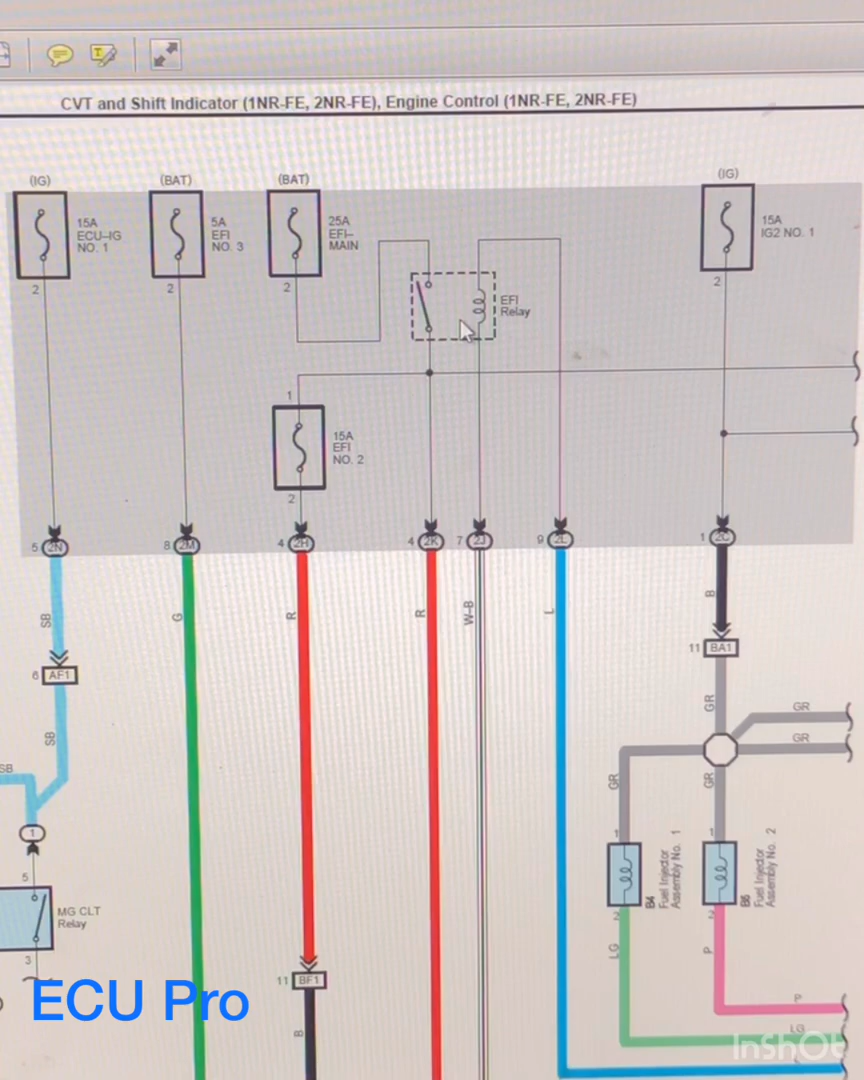 CVT and Shift Indicator (1NR-FE, 2NR-FE), Engine Control (1NR-FE, 2NR-FE)
(IG)
(BAT)
(BAT)
(IG)
15A
ECU-IG
NO. 1
5A
EFI
NO. 3
25A
EFI-
MAIN
15A
IG2 NO. 1
2
2
2
2
EFI
Relay
1
15A
EFI
NO. 2
2
5 2N
8 2M
4 2H
4 2K
7 2J
9 2L
1 2C
SB
G
R
R
W-B
L
B
6 AF1
11 BA1
SB
GR
GR
GR
SB
GR
GR
1
1
1
5
B4
Fuel Injector
Assembly No. 1
B5
Fuel Injector
Assembly No. 2
MG CLT
Relay
2
2
3
LG
P
11 BF1
P
B
LG
ECU Pro
InShOt